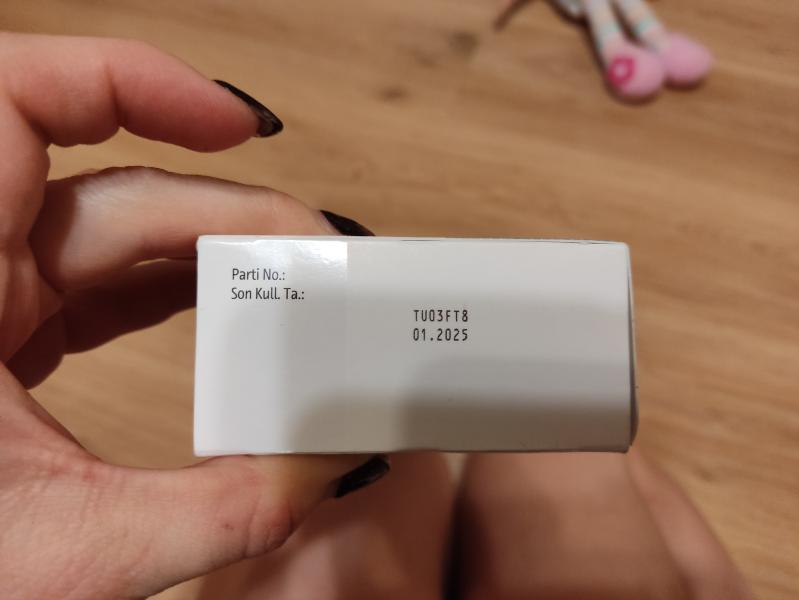 Parti No.:
Son Kull. Ta.:
TU03FT8
01.2025